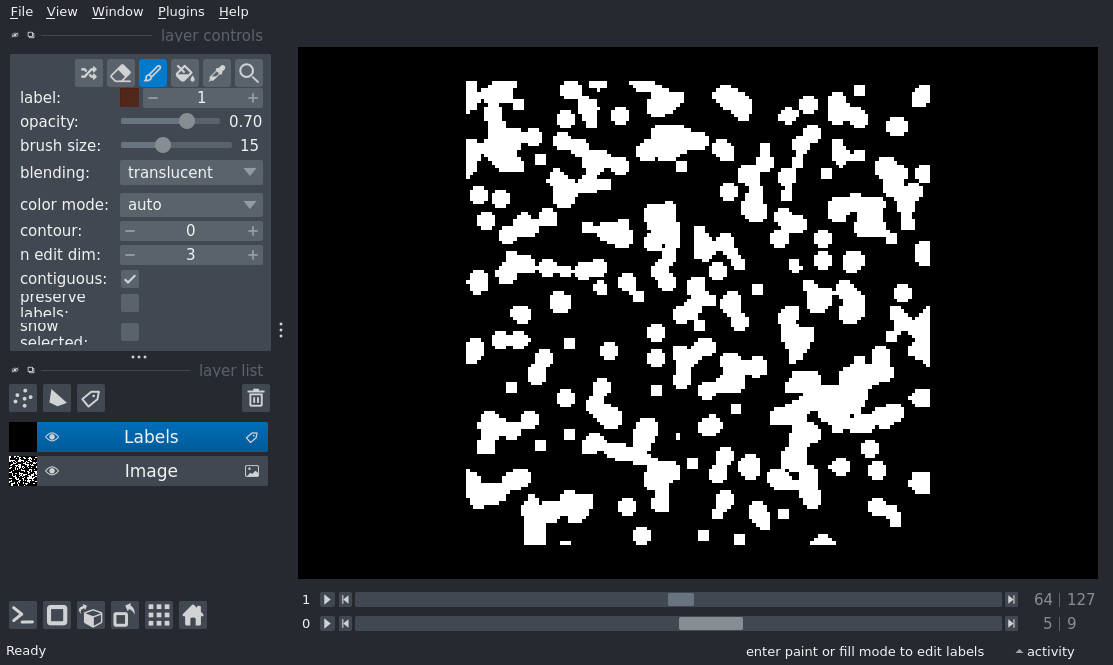 File View Window Plugins Help
layer controls
label: 1
opacity: 0.70
brush size: 15
blending: translucent
color mode: auto
contour: 0
n edit dim: 3
contiguous:
preserve
labels:
show
selected:
layer list
Labels
Image
1 64 | 127
0 5 | 9
Ready enter paint or fill mode to edit labels activity